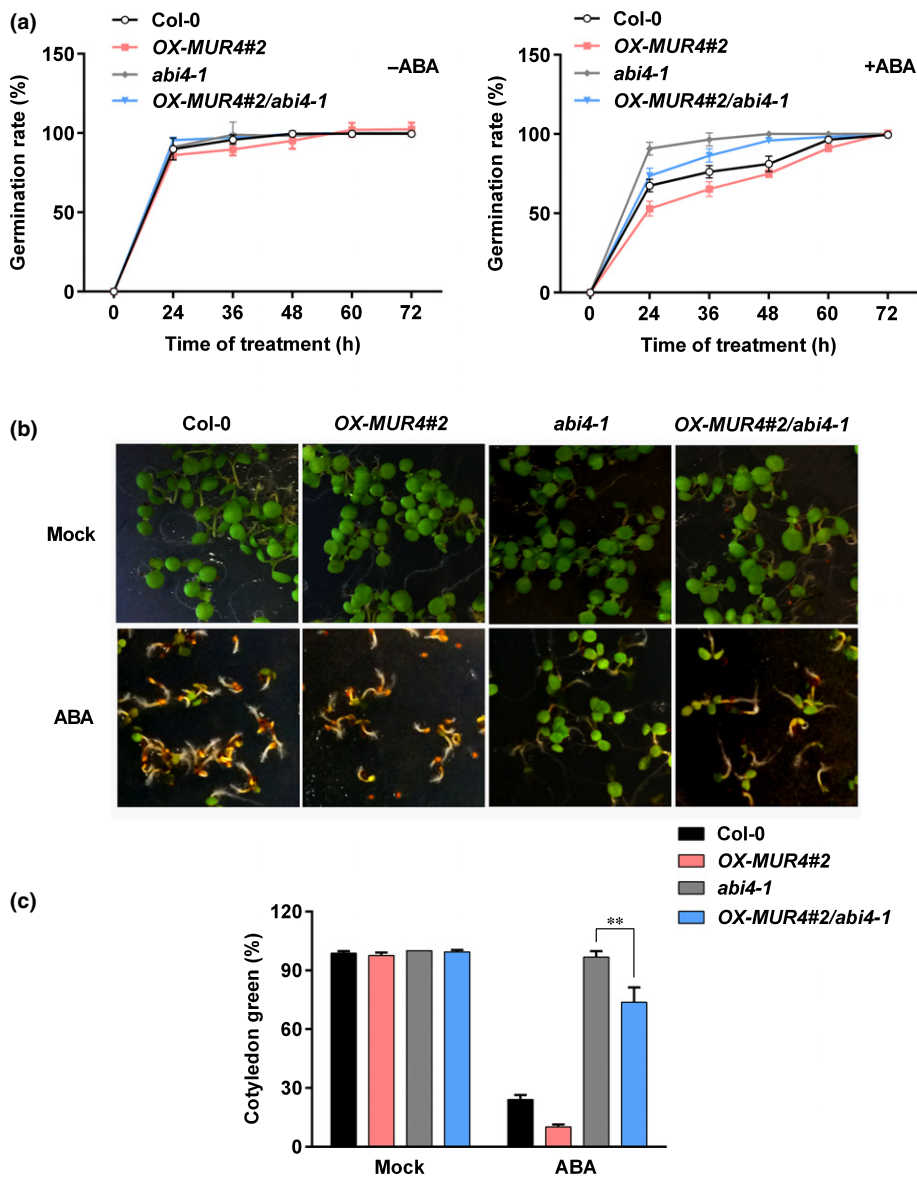 (a)
Col-0
OX-MUR4#2
abi4-1
OX-MUR4#2/abi4-1
–ABA
150
100
50
0
Germination rate (%)
0 24 36 48 60 72
Time of treatment (h)
Col-0
OX-MUR4#2
abi4-1
OX-MUR4#2/abi4-1
+ABA
150
100
50
0
Germination rate (%)
0 24 36 48 60 72
Time of treatment (h)
(b)
Col-0 OX-MUR4#2 abi4-1 OX-MUR4#2/abi4-1
Mock
ABA
Col-0
OX-MUR4#2
abi4-1
OX-MUR4#2/abi4-1
(c)
120
90
60
30
0
Cotyledon green (%)
**
Mock ABA